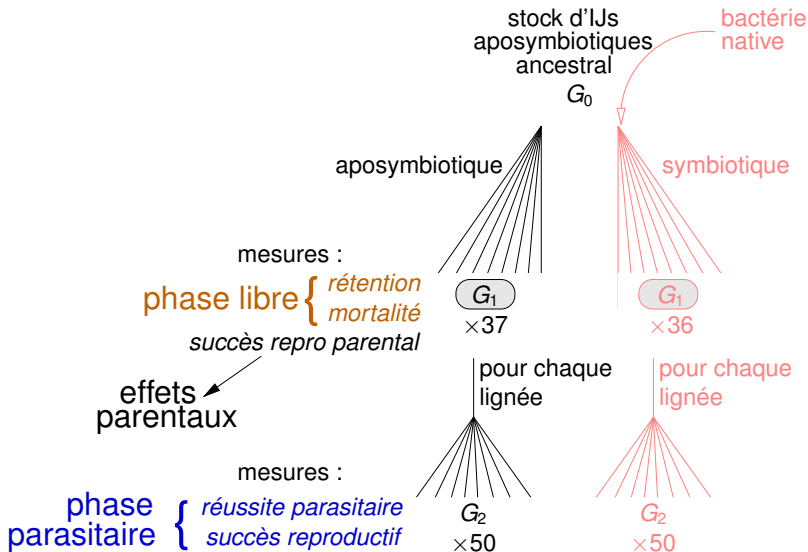 stock d'IJs
aposymbiotiques
ancestral
G0
bactérie
native
aposymbiotique
symbiotique
mesures :
phase libre { rétention
mortalité
succès repro parental
G1
×37
G1
×36
effets
parentaux
pour chaque
lignée
pour chaque
lignée
mesures :
phase
parasitaire { réussite parasitaire
succès reproductif
G2
×50
G2
×50